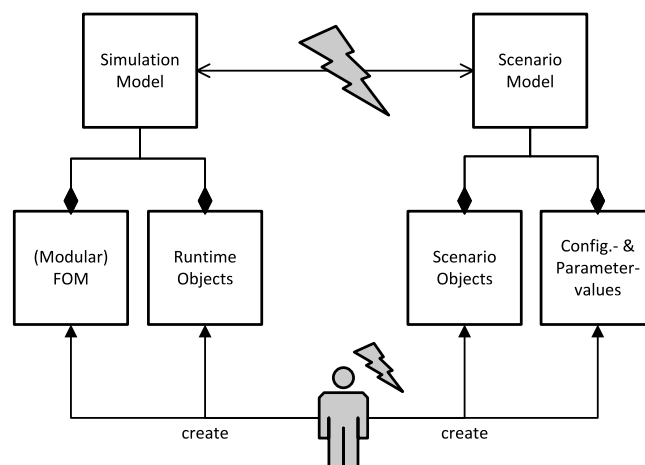 Simulation
Model
Scenario
Model
(Modular)
FOM
Runtime
Objects
Scenario
Objects
Config.- &
Parameter-
values
create
create